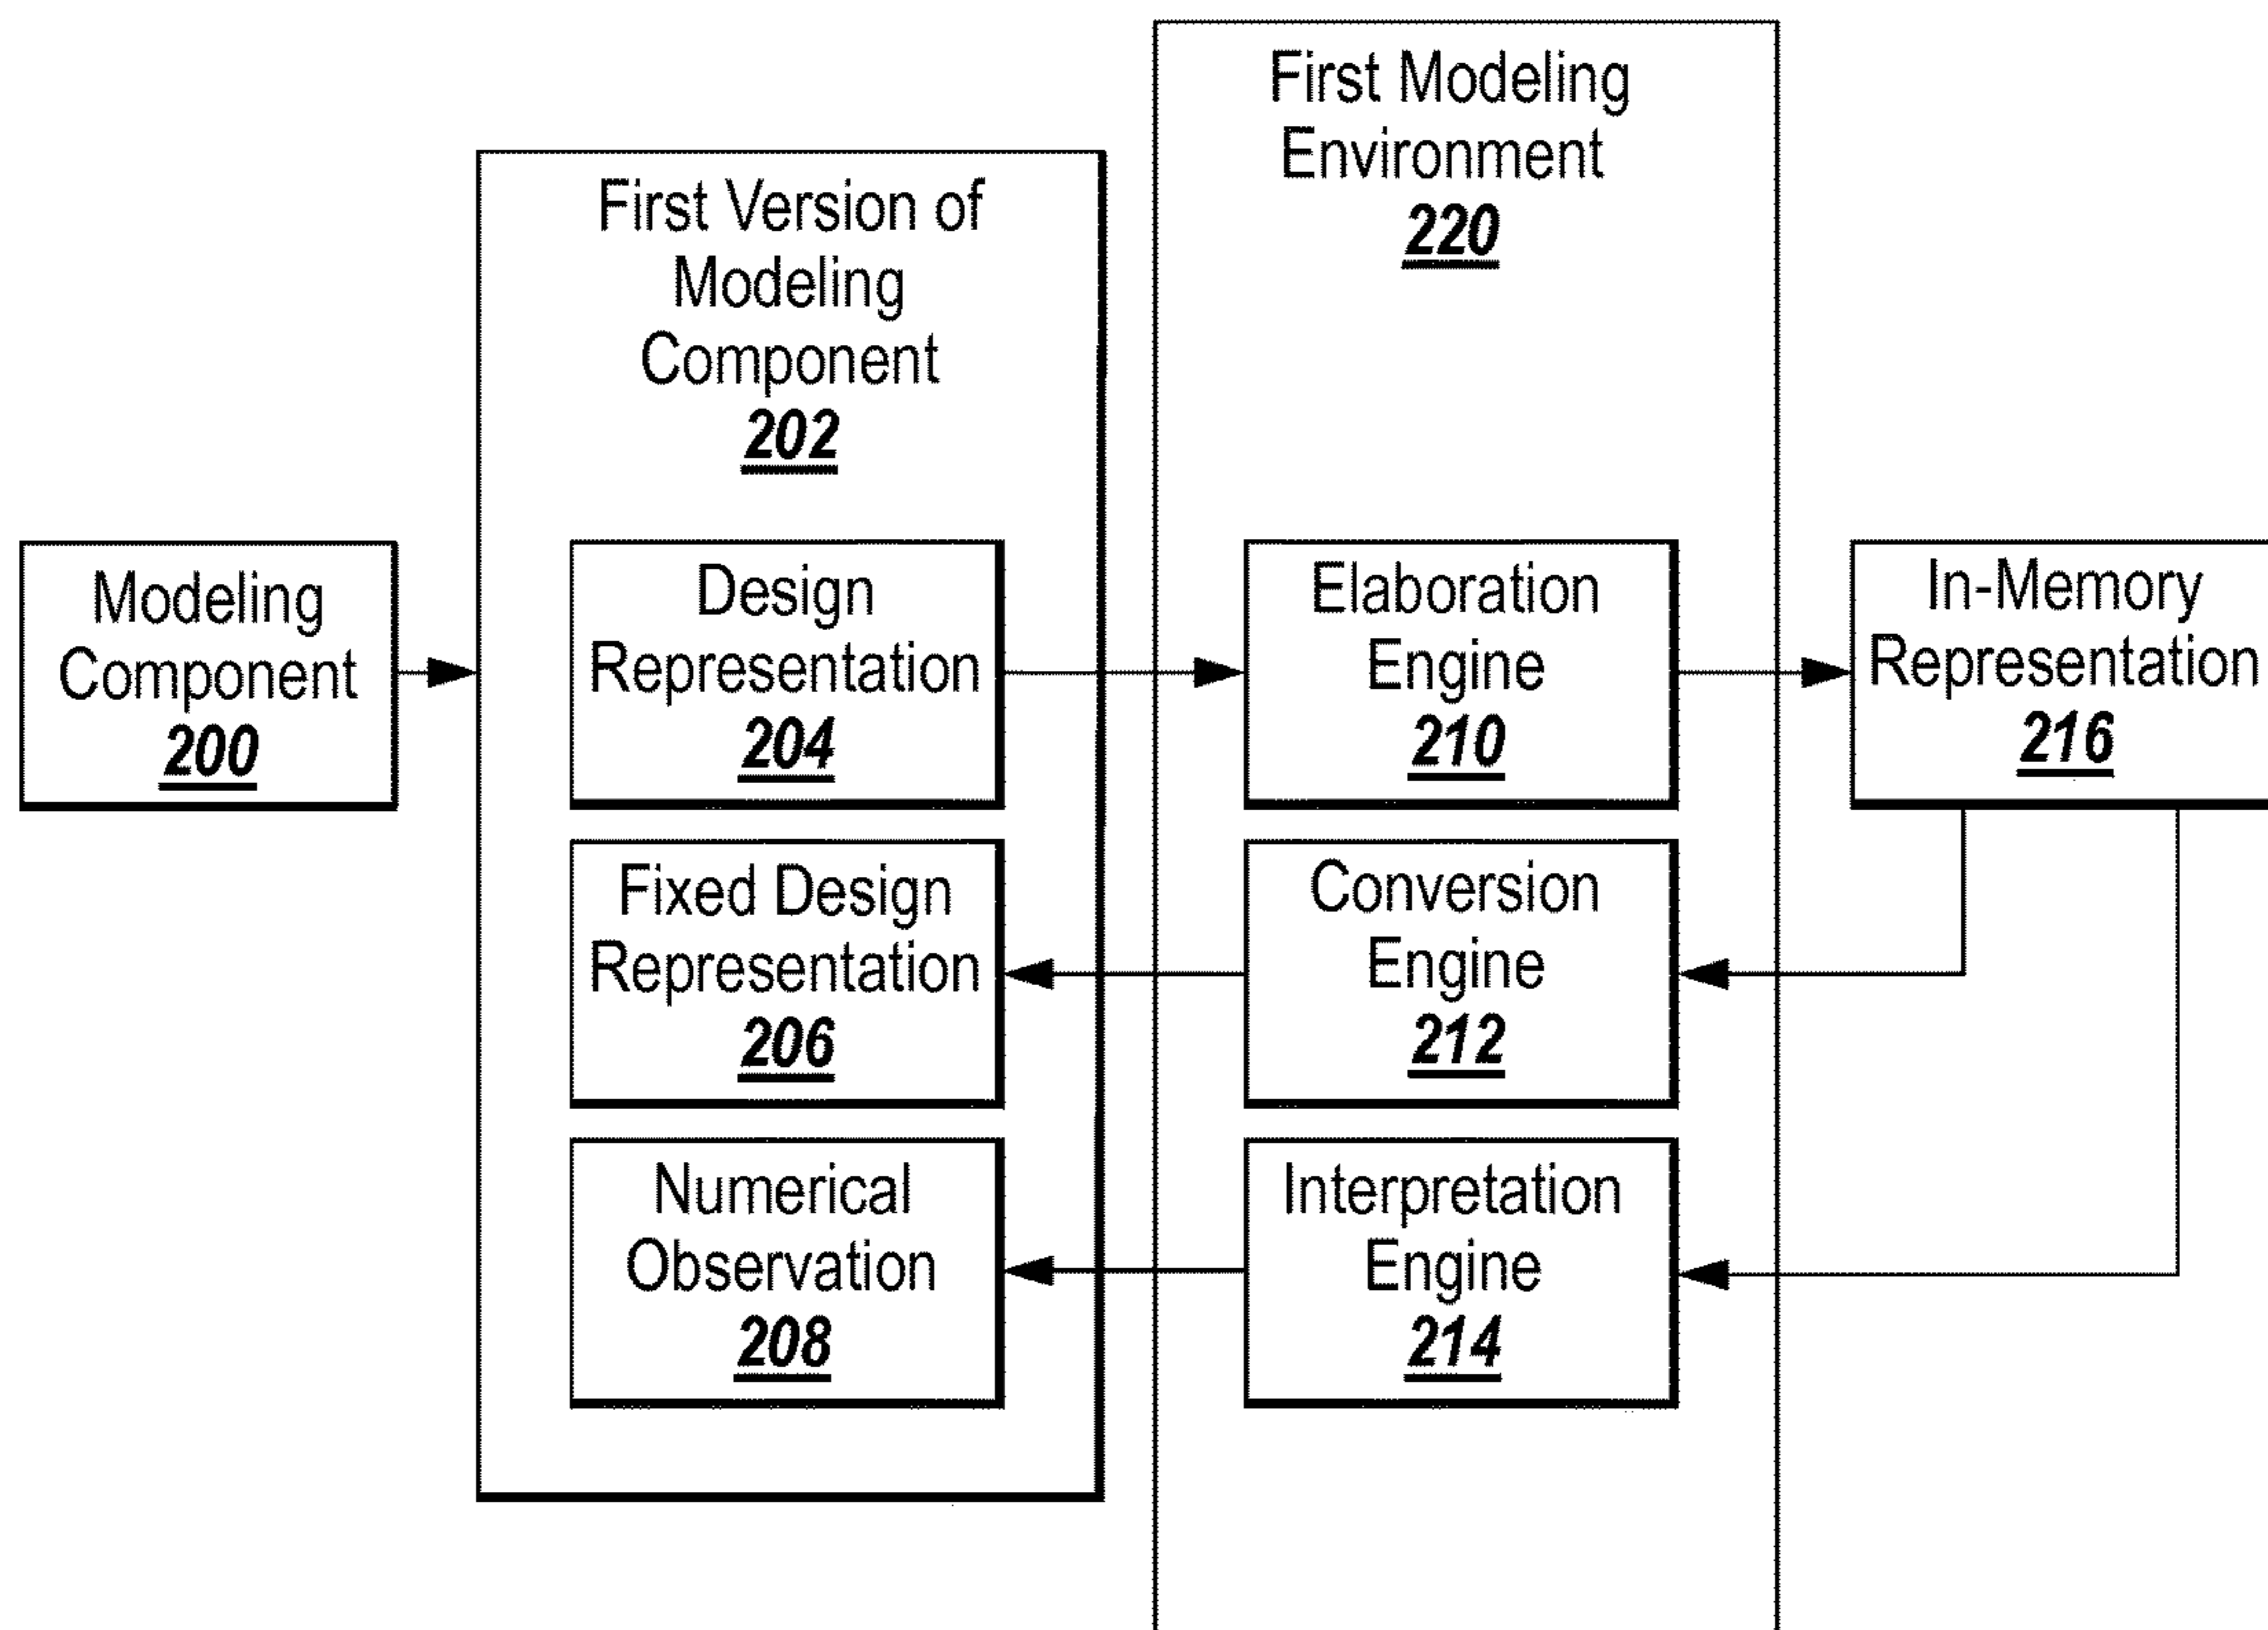 First Modeling
Environment
220
First Version of
Modeling
Component
202
Modeling
Component
200
Design
Representation
204
Elaboration
Engine
210
In-Memory
Representation
216
Fixed Design
Representation
206
Conversion
Engine
212
Numerical
Observation
208
Interpretation
Engine
214